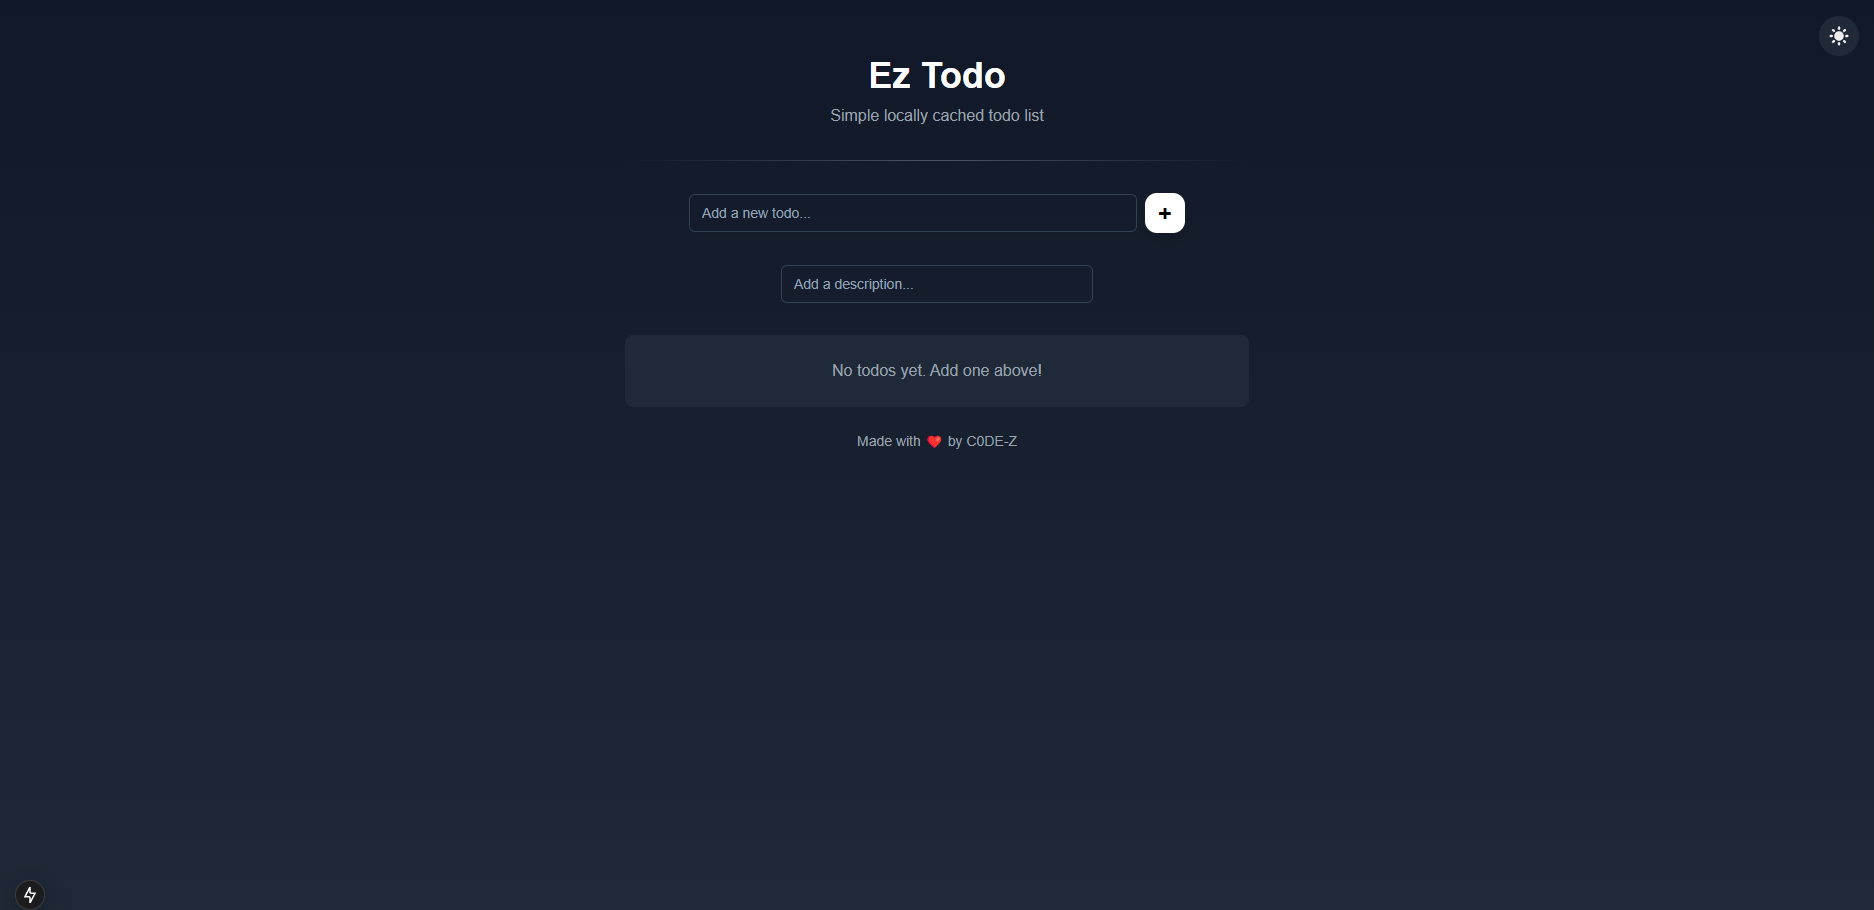 Ez Todo
Simple locally cached todo list
Add a new todo...
+
Add a description...
No todos yet. Add one above!
Made with ❤️ by C0DE-Z